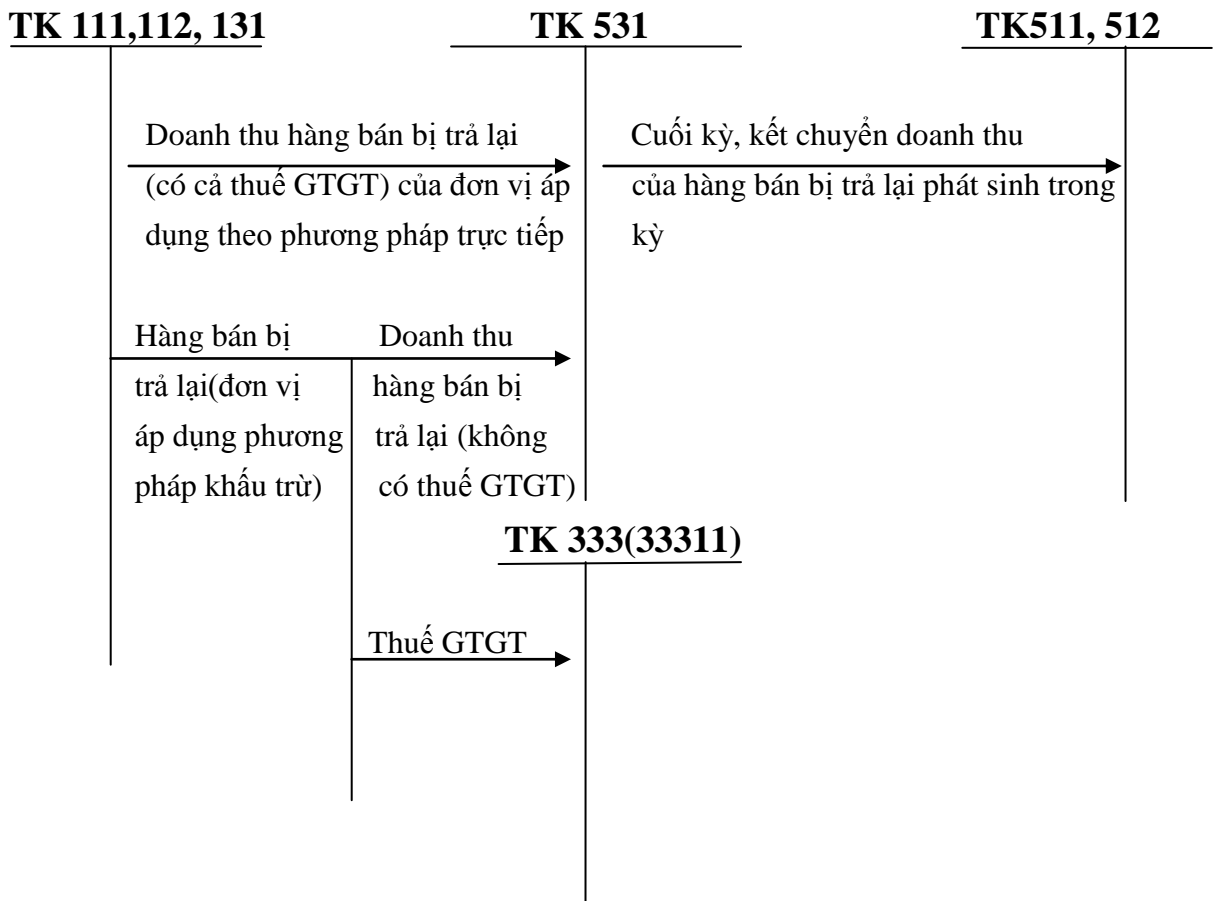 TK 111,112, 131
TK 531
TK511, 512
Doanh thu hàng bán bị trả lại
(có cả thuế GTGT) của đơn vị áp
dụng theo phương pháp trực tiếp
Cuối kỳ, kết chuyển doanh thu
của hàng bán bị trả lại phát sinh trong
kỳ
Hàng bán bị
trả lại(đơn vị
áp dụng phương
pháp khấu trừ)
Doanh thu
hàng bán bị
trả lại (không
có thuế GTGT)
TK 333(33311)
Thuế GTGT